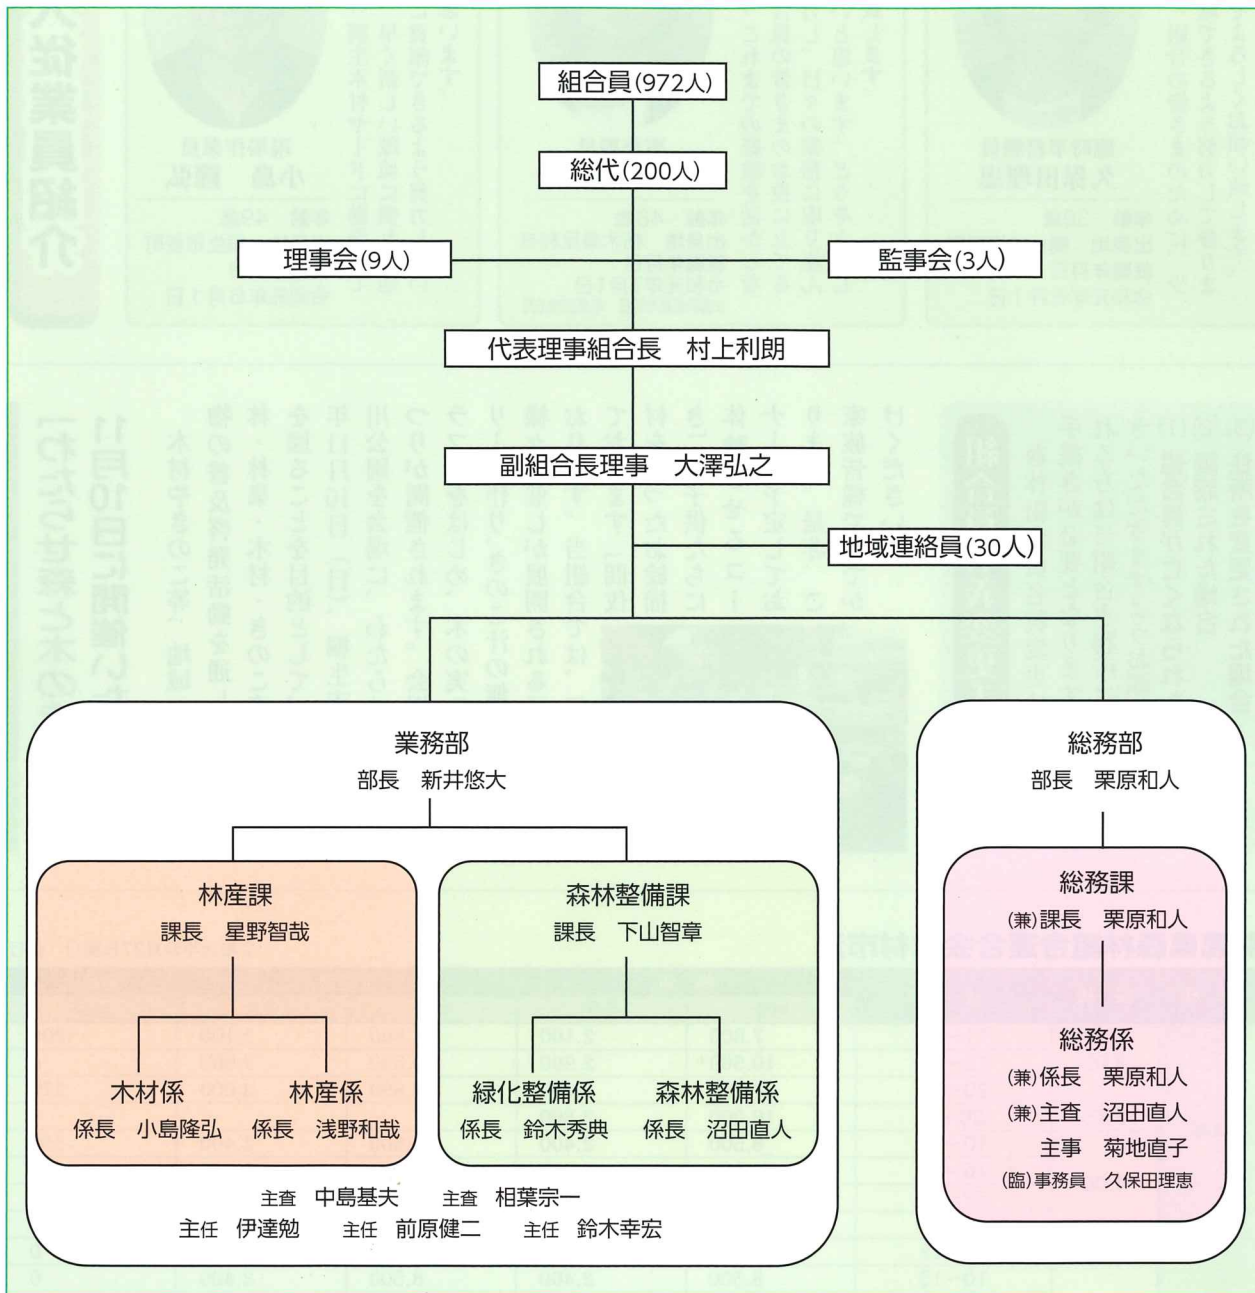 組合員(972人)
総代(200人)
理事会(9人)
監事会(3人)
代表理事組合長　村上利朗
副組合長理事　大澤弘之
地域連絡員(30人)
業務部
部長　新井悠大
林産課
課長　星野智哉
木材係
係長　小島隆弘
林産係
係長　浅野和哉
森林整備課
課長　下山智章
緑化整備係
係長　鈴木秀典
森林整備係
係長　沼田直人
主査　中島基夫　　主査　相葉宗一
主任　伊達勉　　主任　前原健二　　主任　鈴木幸宏
総務部
部長　栗原和人
総務課
(兼)課長　栗原和人
総務係
(兼)係長　栗原和人
(兼)主査　沼田直人
主事　菊地直子
(臨)事務員　久保田理恵